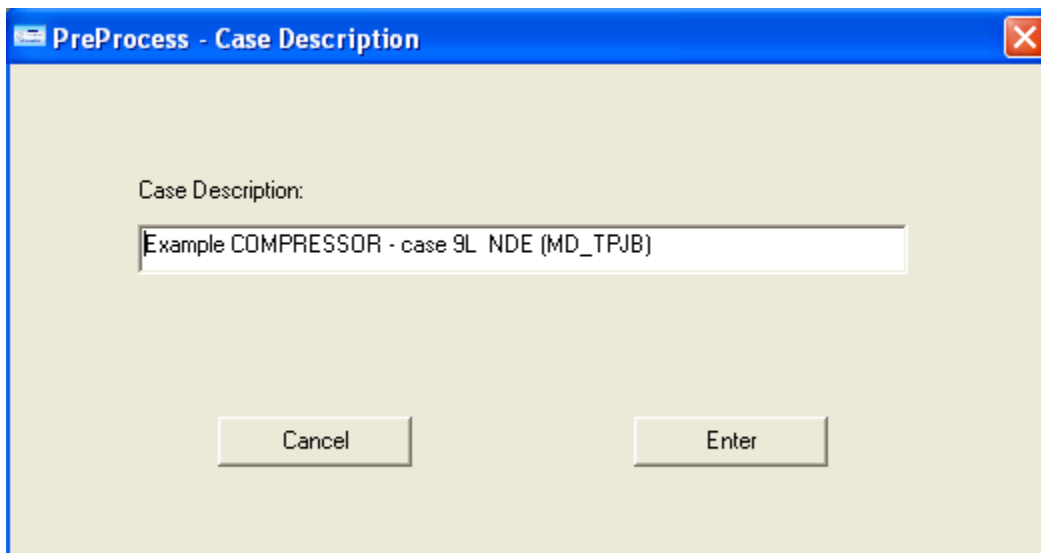 PreProcess - Case Description
Case Description:
Example COMPRESSOR - case 9L  NDE (MD_TPJB)
Cancel
Enter